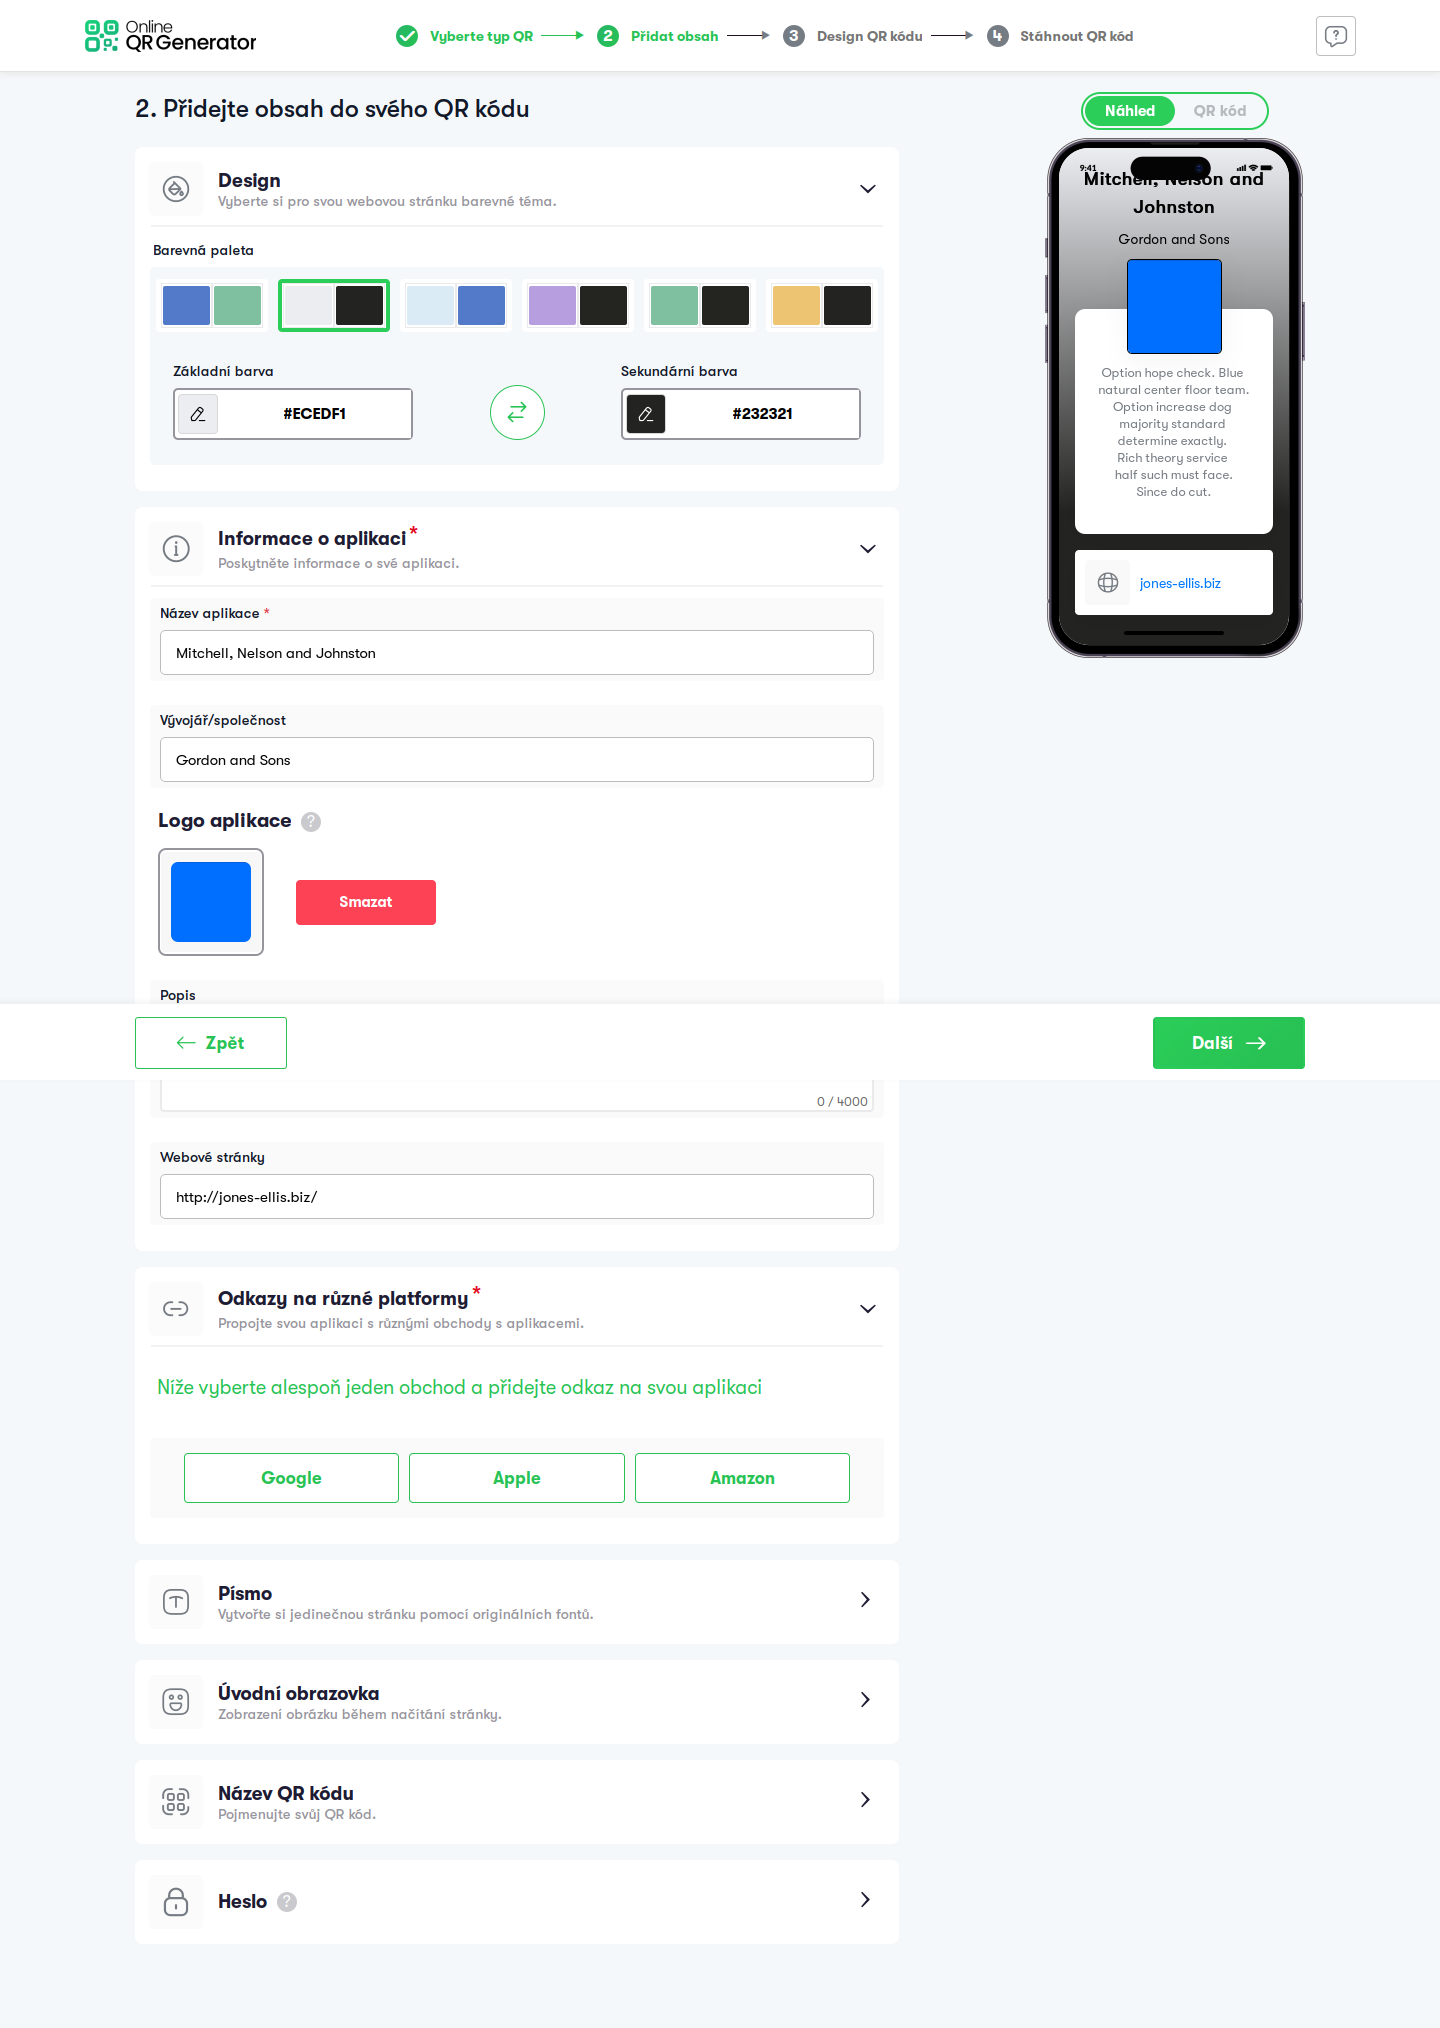 Online
QR Generator
Vyberte typ QR
2
Přidat obsah
3
Design QR kódu
4
Stáhnout QR kód
2. Přidejte obsah do svého QR kódu
Design
Vyberte si pro svou webovou stránku barevné téma.
Barevná paleta
Základní barva
#ECEDF1
Sekundární barva
#232321
Informace o aplikaci *
Poskytněte informace o své aplikaci.
Název aplikace *
Mitchell, Nelson and Johnston
Vývojář/společnost
Gordon and Sons
Logo aplikace ?
Smazat
Popis
Zpět
Další
0 / 4000
Webové stránky
http://jones-ellis.biz/
Odkazy na různé platformy *
Propojte svou aplikaci s různými obchody s aplikacemi.
Níže vyberte alespoň jeden obchod a přidejte odkaz na svou aplikaci
Google
Apple
Amazon
Písmo
Vytvořte si jedinečnou stránku pomocí originálních fontů.
Úvodní obrazovka
Zobrazení obrázku během načítání stránky.
Název QR kódu
Pojmenujte svůj QR kód.
Heslo ?
Náhled
QR kód
9:41
Mitchell, Nelson and
Johnston
Gordon and Sons
Option hope check. Blue
natural center floor team.
Option increase dog
majority standard
determine exactly.
Rich theory service
half such must face.
Since do cut.
jones-ellis.biz